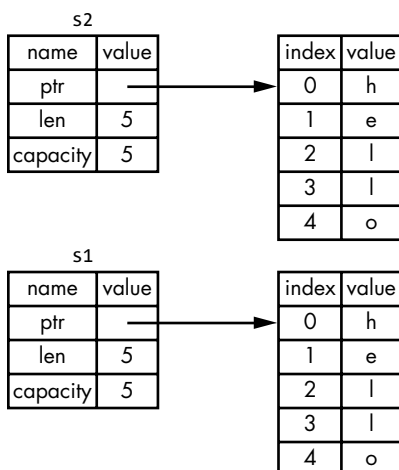 s2
name value
ptr
len 5
capacity 5
index value
0 h
1 e
2 l
3 l
4 o
s1
name value
ptr
len 5
capacity 5
index value
0 h
1 e
2 l
3 l
4 o